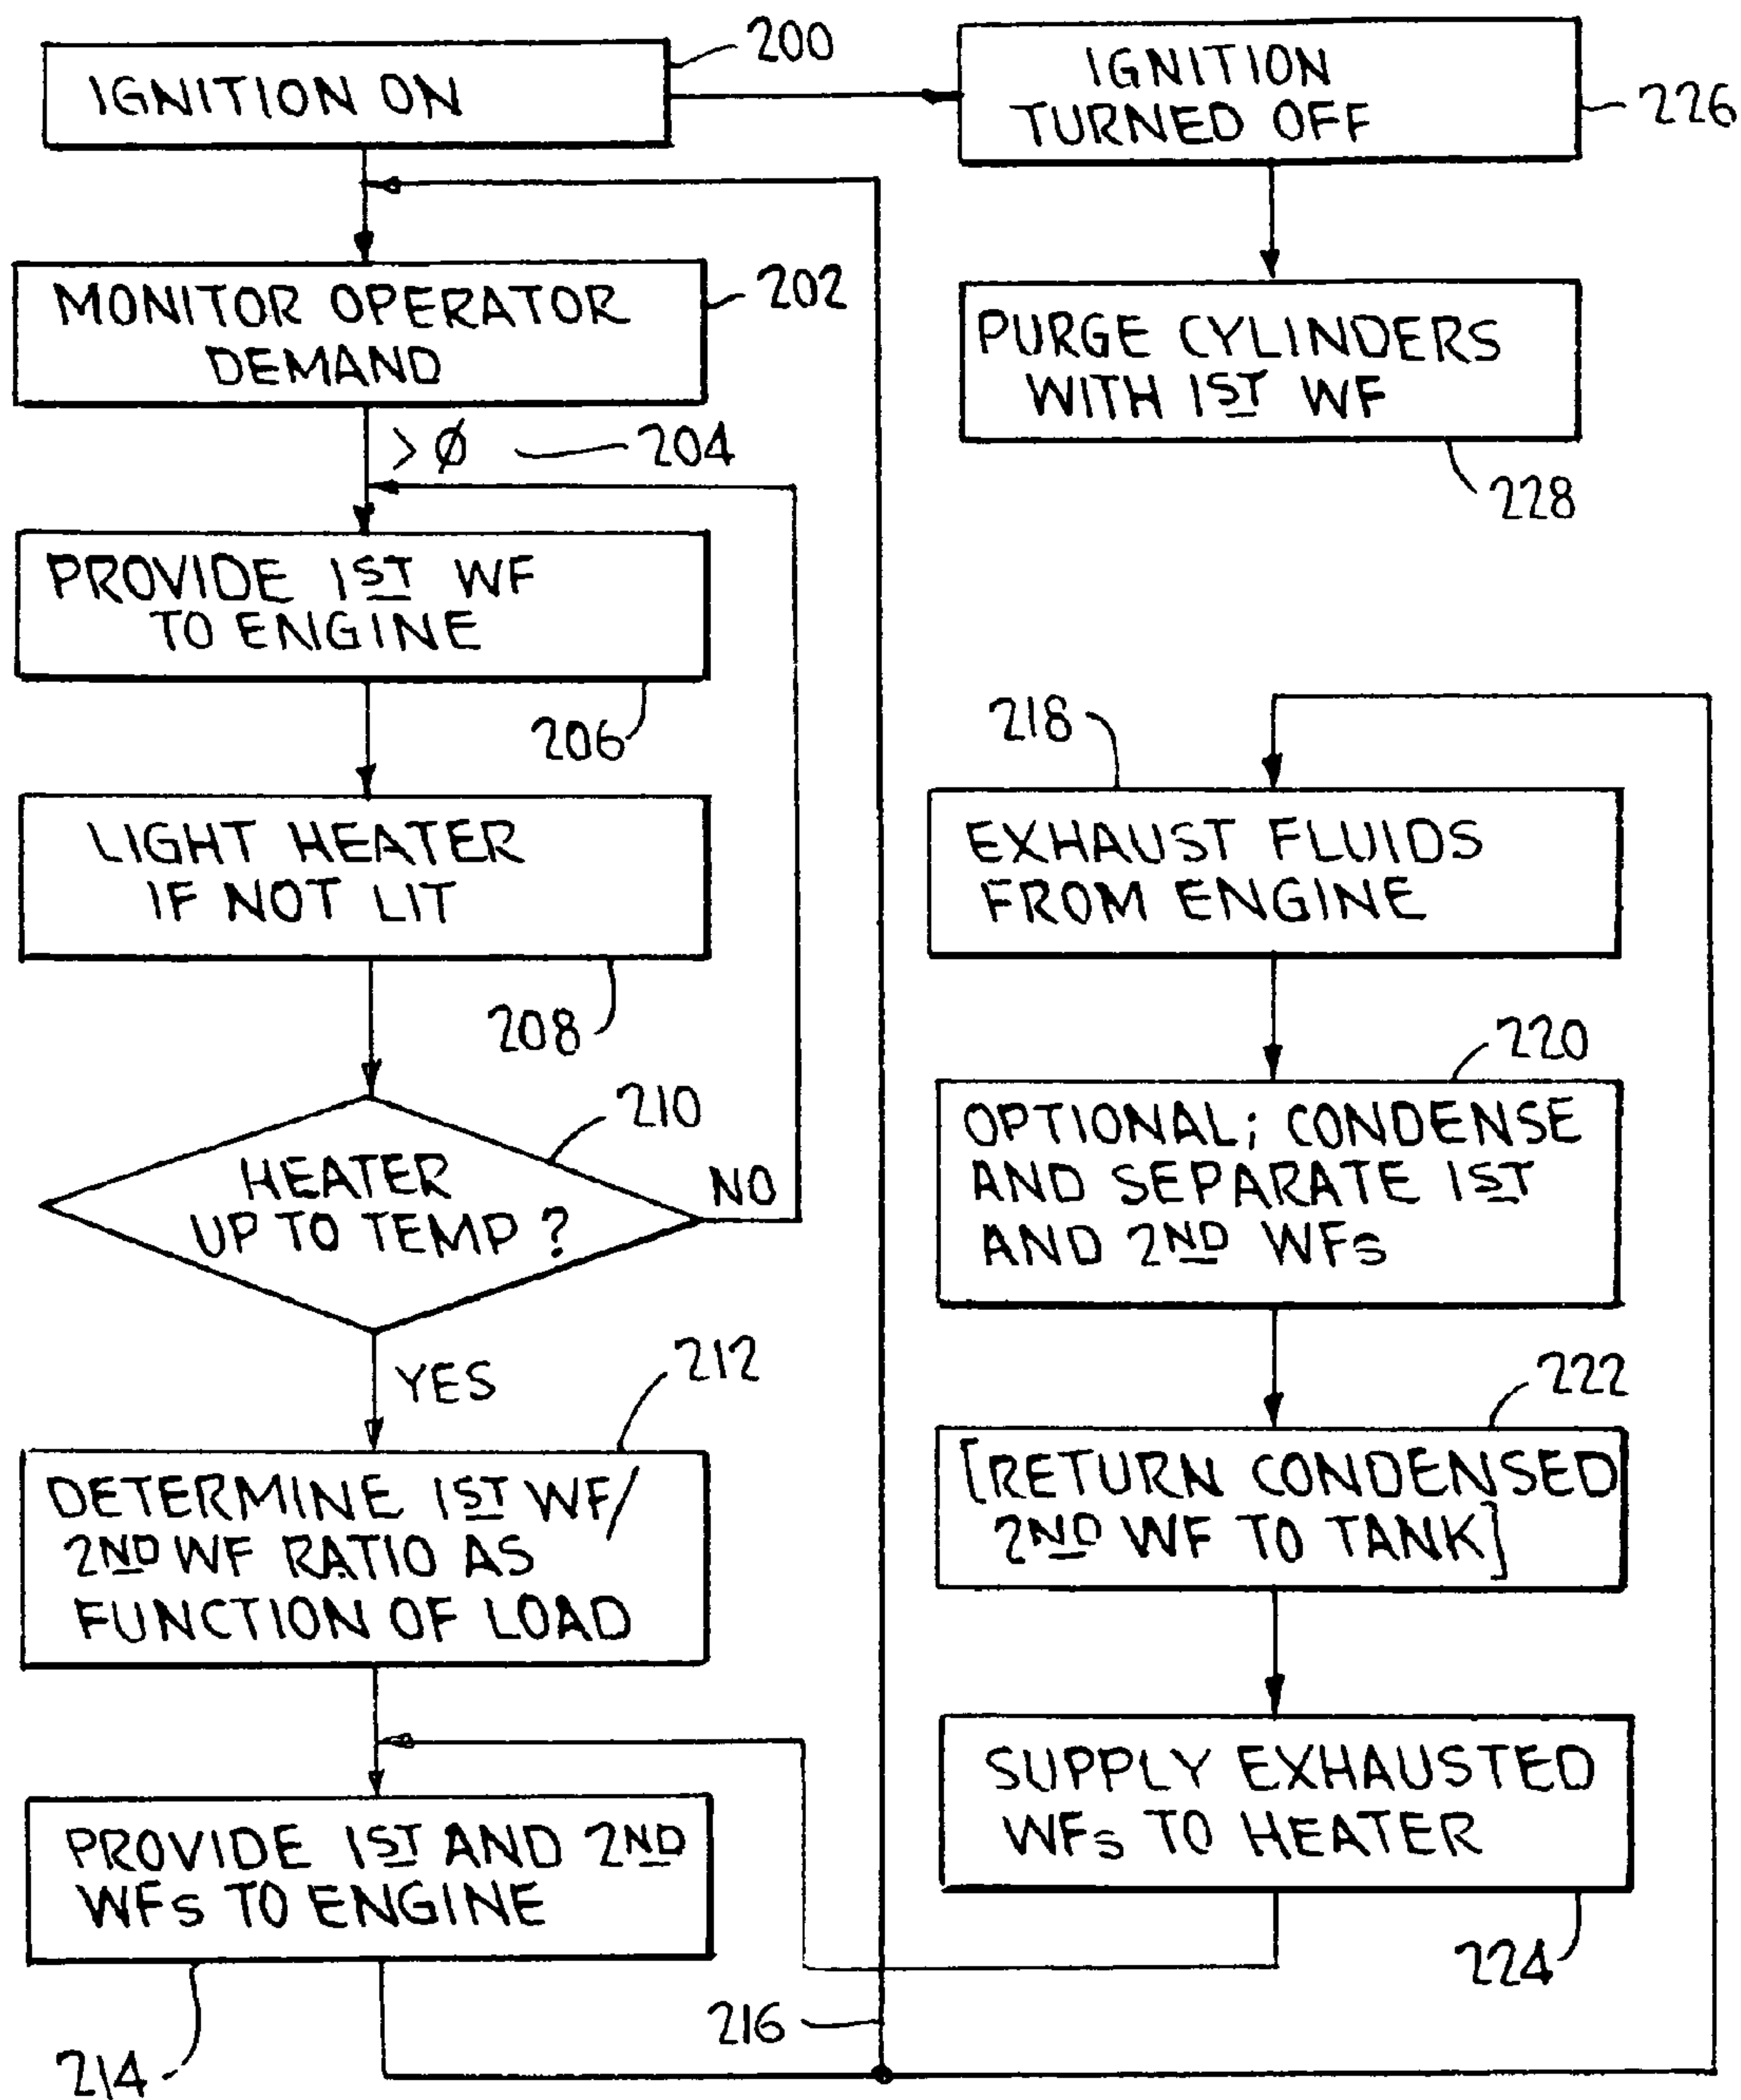 IGNITION ON
200
IGNITION
TURNED OFF
226
MONITOR OPERATOR
DEMAND
202
PURGE CYLINDERS
WITH 1ST WF
228
>Ø
204
PROVIDE 1ST WF
TO ENGINE
206
LIGHT HEATER
IF NOT LIT
208
HEATER
UP TO TEMP?
210
NO
YES
DETERMINE 1ST WF/
2ND WF RATIO AS
FUNCTION OF LOAD
212
PROVIDE 1ST AND 2ND
WFs TO ENGINE
214
216
218
EXHAUST FLUIDS
FROM ENGINE
220
OPTIONAL; CONDENSE
AND SEPARATE 1ST
AND 2ND WFs
222
[RETURN CONDENSED
2ND WF TO TANK]
SUPPLY EXHAUSTED
WFs TO HEATER
224